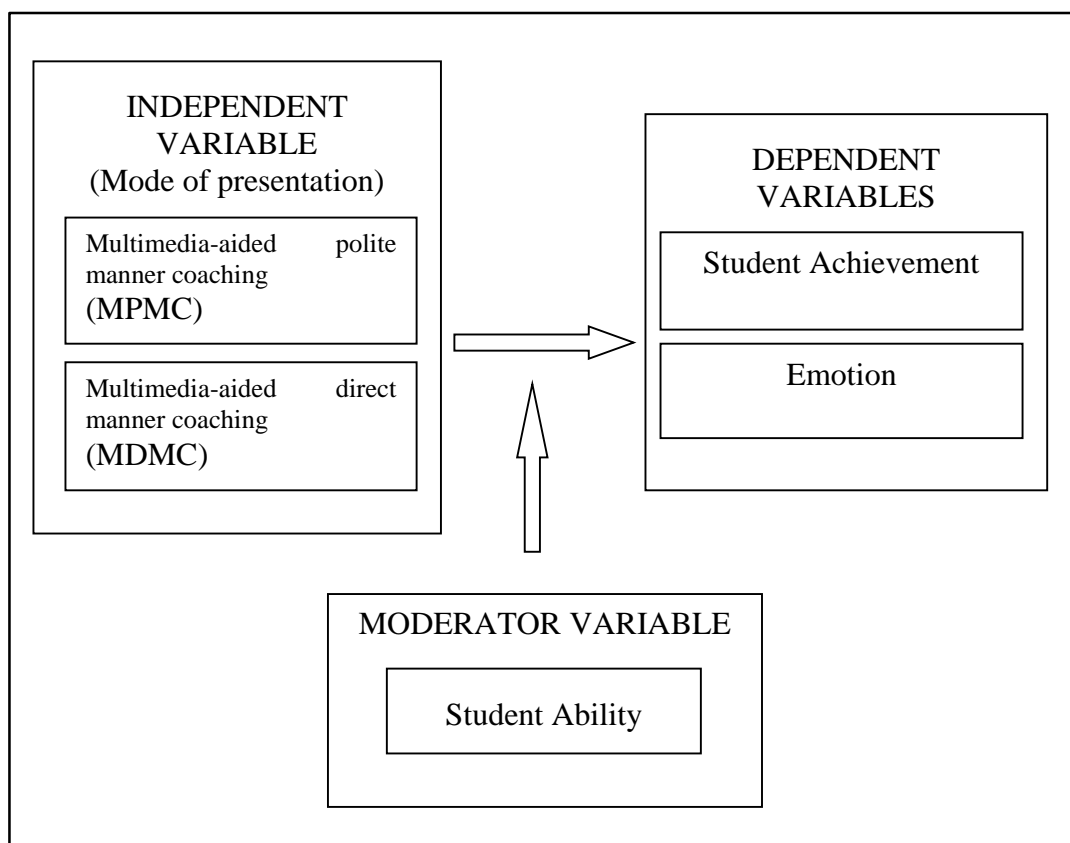 INDEPENDENT
VARIABLE
(Mode of presentation)
Multimedia-aided polite
manner coaching
(MPMC)
Multimedia-aided direct
manner coaching
(MDMC)
DEPENDENT
VARIABLES
Student Achievement
Emotion
MODERATOR VARIABLE
Student Ability